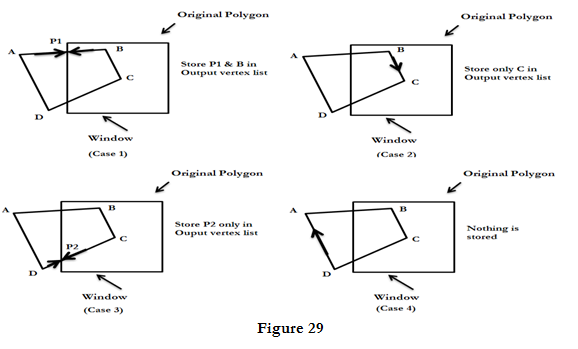 Original Polygon
P1
A
B
Store P1 & B in
Output vertex list
C
D
Window
(Case 1)
Original Polygon
A
B
Store only C in
Output vertex list
C
D
Window
(Case 2)
Original Polygon
A
B
Store P2 only in
Ouput vertex list
C
P2
D
Window
(Case 3)
Original Polygon
A
B
Nothing is
stored
C
D
Window
(Case 4)
Figure 29